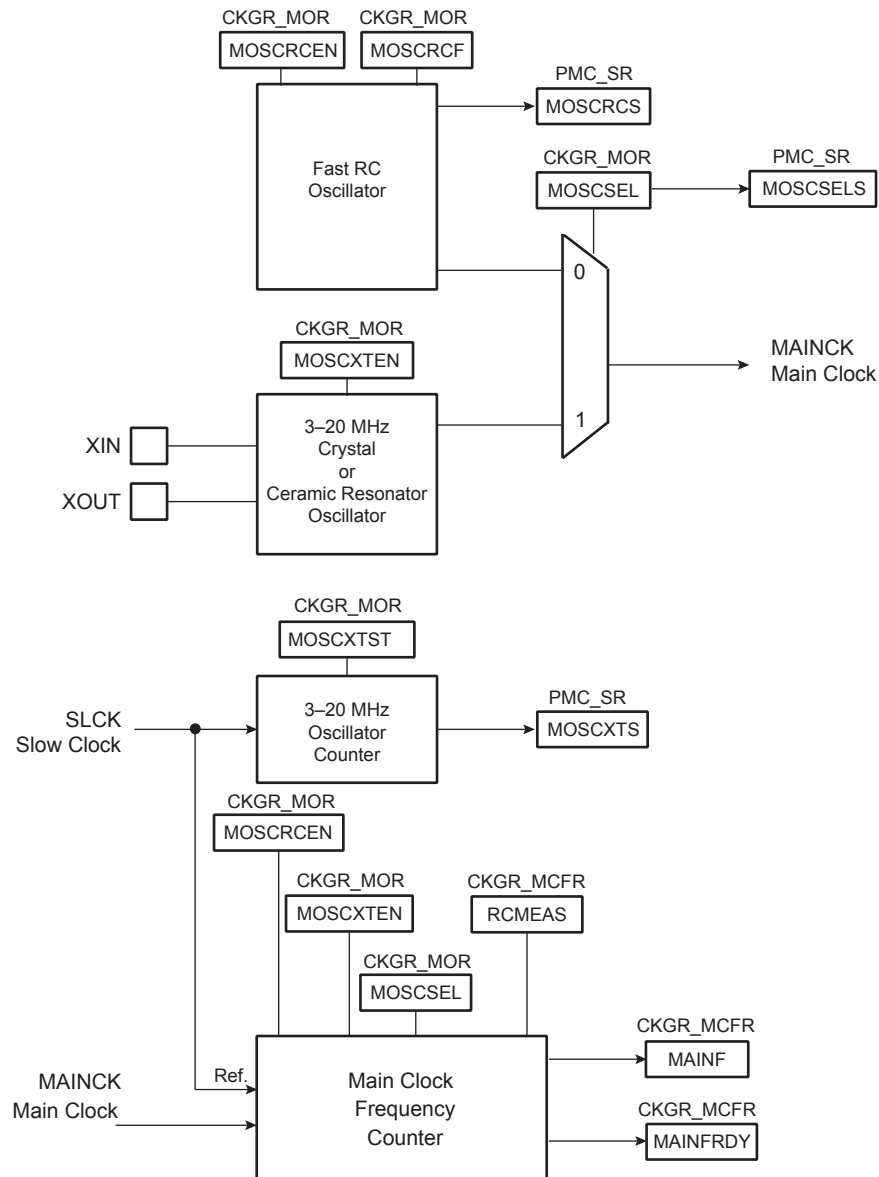 CKGR_MOR CKGR_MOR
MOSCRCEN MOSCRCF
PMC_SR
MOSCRCS
Fast RC
Oscillator
CKGR_MOR PMC_SR
MOSCSEL MOSCSELS
0
CKGR_MOR
MOSCXTEN
MAINCK
Main Clock
1
3–20 MHz
Crystal
or
Ceramic Resonator
Oscillator
XIN
XOUT
CKGR_MOR
MOSCXTST
3–20 MHz
Oscillator
Counter
SLCK
Slow Clock
PMC_SR
MOSCXTS
CKGR_MOR
MOSCRCEN
CKGR_MOR CKGR_MCFR
MOSCXTEN RCMEAS
CKGR_MOR
MOSCSEL
CKGR_MCFR
MAINF
MAINCK
Main Clock
Ref.
Main Clock
Frequency
Counter
CKGR_MCFR
MAINFRDY